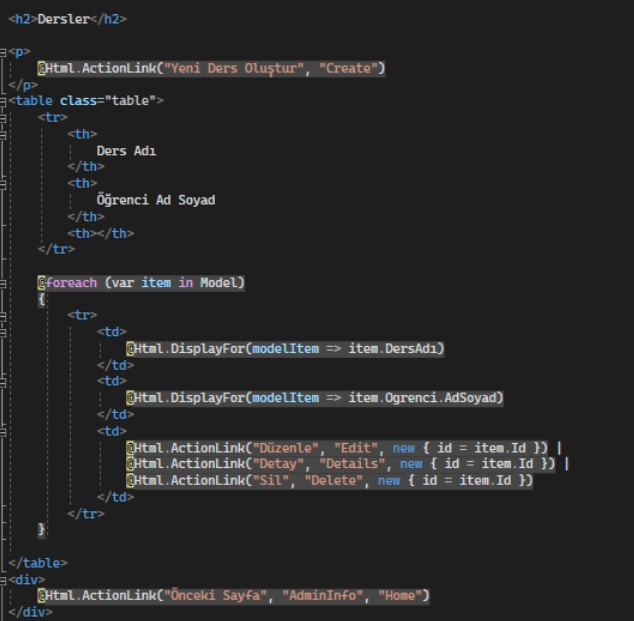 <h2>Dersler</h2>
<p>
@Html.ActionLink("Yeni Ders Oluştur", "Create")
</p>
<table class="table">
<tr>
<th>
Ders Adı
</th>
<th>
Öğrenci Ad Soyad
</th>
<th></th>
</tr>
@foreach (var item in Model)
{
<tr>
<td>
@Html.DisplayFor(modelItem => item.DersAdı)
</td>
<td>
@Html.DisplayFor(modelItem => item.Ogrenci.AdSoyad)
</td>
<td>
@Html.ActionLink("Düzenle", "Edit", new { id = item.Id }) |
@Html.ActionLink("Detay", "Details", new { id = item.Id }) |
@Html.ActionLink("Sil", "Delete", new { id = item.Id })
</td>
</tr>
}
</table>
<div>
@Html.ActionLink("Önceki Sayfa", "AdminInfo", "Home")
</div>